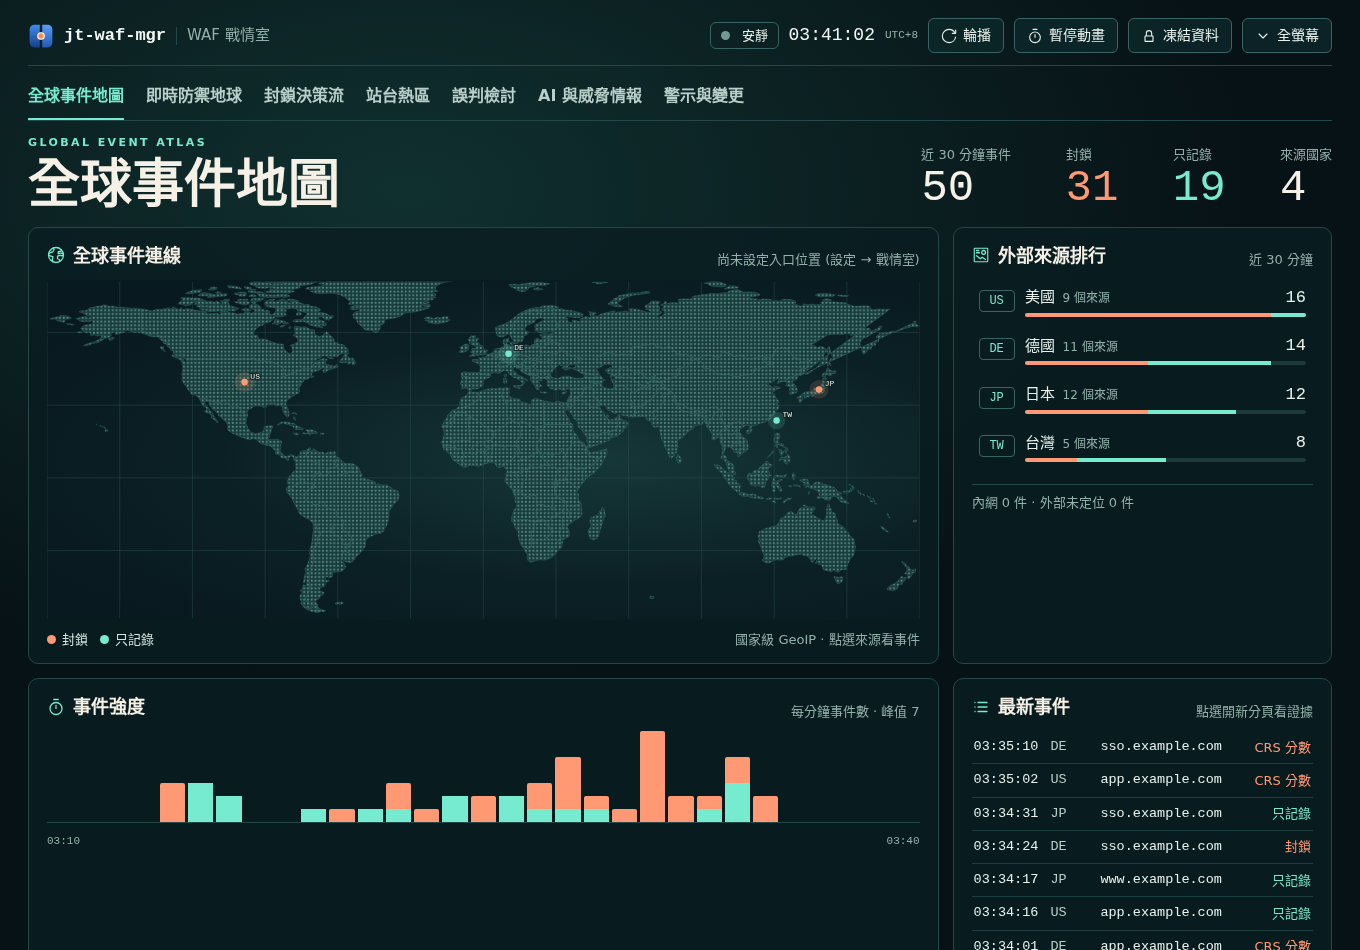 jt-waf-mgr WAF 戰情室 安靜 03:41:02 UTC+8 輪播 暫停動畫 凍結資料 全螢幕
全球事件地圖 即時防禦地球 封鎖決策流 站台熱區 誤判檢討 AI 與威脅情報 警示與變更
GLOBAL EVENT ATLAS
全球事件地圖
近 30 分鐘事件 封鎖 只記錄 來源國家
50 31 19 4
全球事件連線 尚未設定入口位置 (設定 → 戰情室)
DE
US
JP
TW
封鎖 只記錄 國家級 GeoIP · 點選來源看事件
外部來源排行 近 30 分鐘
US 美國 9 個來源 16
DE 德國 11 個來源 14
JP 日本 12 個來源 12
TW 台灣 5 個來源 8
內網 0 件 · 外部未定位 0 件
事件強度 每分鐘事件數 · 峰值 7
03:10 03:40
最新事件 點選開新分頁看證據
03:35:10 DE sso.example.com CRS 分數
03:35:02 US app.example.com CRS 分數
03:34:31 JP sso.example.com 只記錄
03:34:24 DE sso.example.com 封鎖
03:34:17 JP www.example.com 只記錄
03:34:16 US app.example.com 只記錄
03:34:01 DE app.example.com CRS 分數